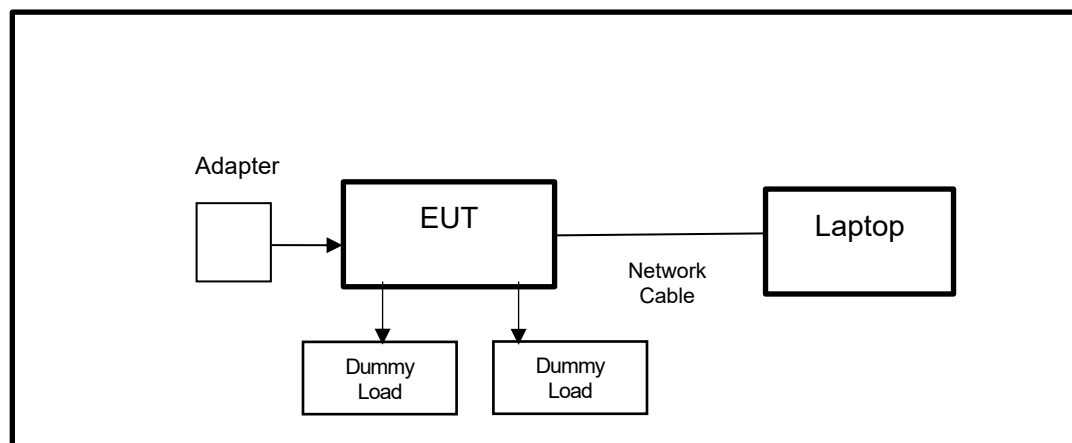 Adapter
EUT
Laptop
Network
Cable
Dummy
Load
Dummy
Load